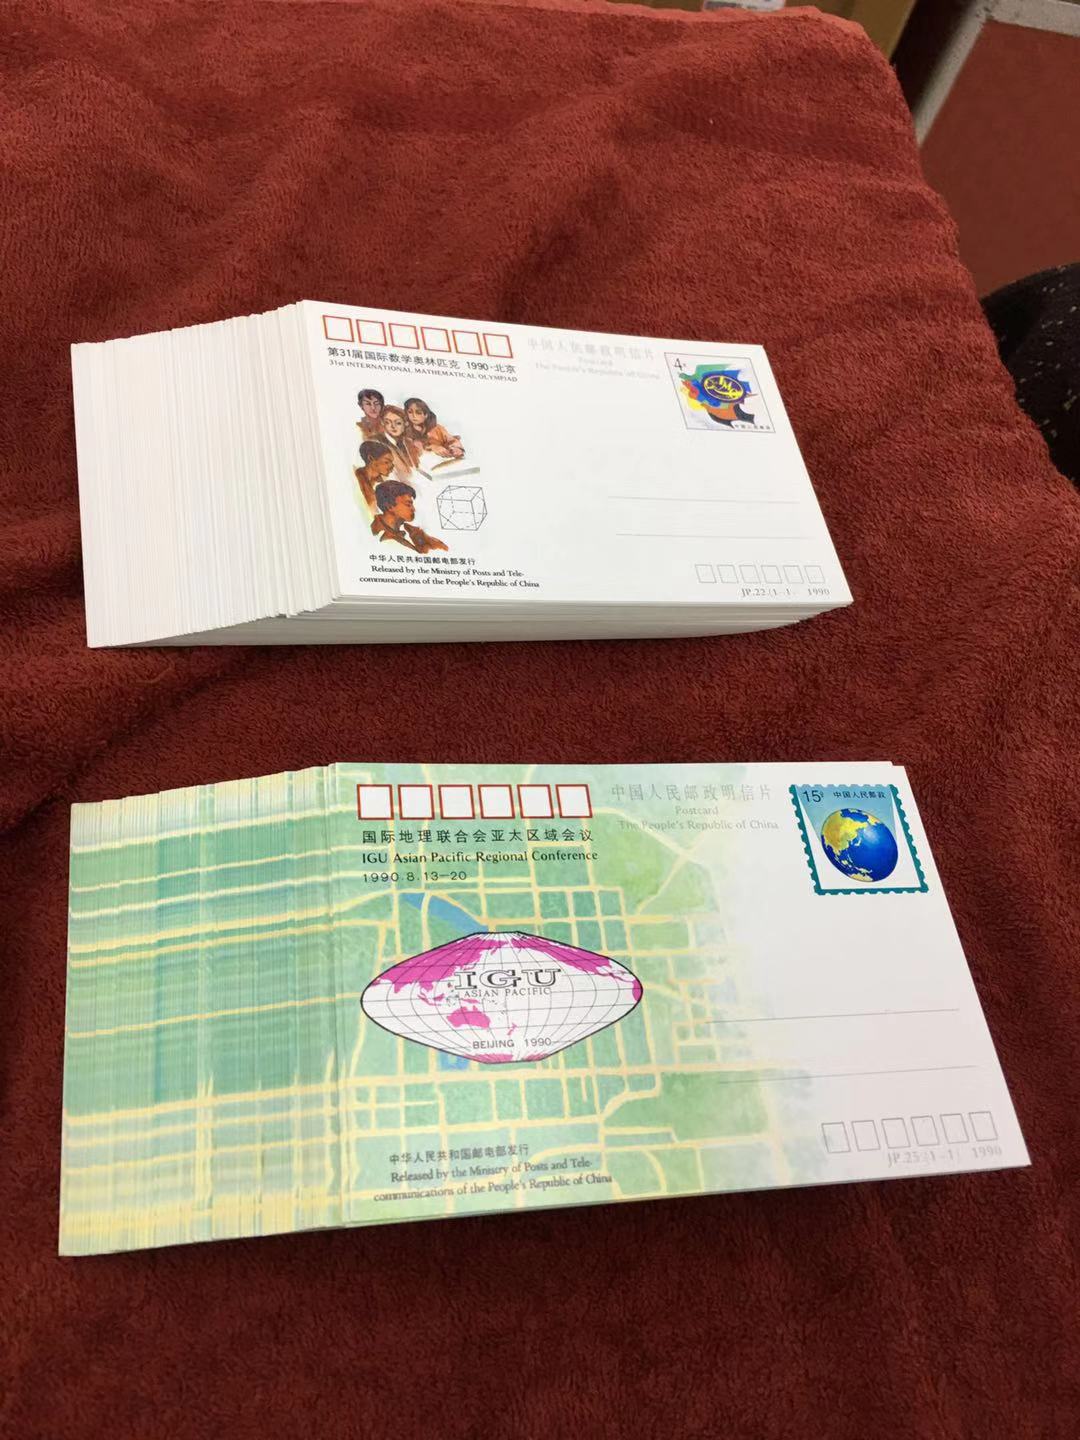 第31届国际数学奥林匹克 1990·北京
31st INTERNATIONAL MATHEMATICAL OLYMPIAD
中国人民邮政明信片
Postcard
The People's Republic of China
4分
IMO
中国人民邮政
中华人民共和国邮电部发行
Released by the Ministry of Posts and Tele-
communications of the People's Republic of China
JP.22.(1-1) 1990
中国人民邮政明信片
Postcard
The People's Republic of China
15分 中国人民邮政
国际地理联合会亚太区域会议
IGU Asian Pacific Regional Conference
1990.8.13—20
IGU
ASIAN PACIFIC
BEIJING 1990
中华人民共和国邮电部发行
Released by the Ministry of Posts and Tele-
communications of the People's Republic of China
JP.25.(1-1) 1990